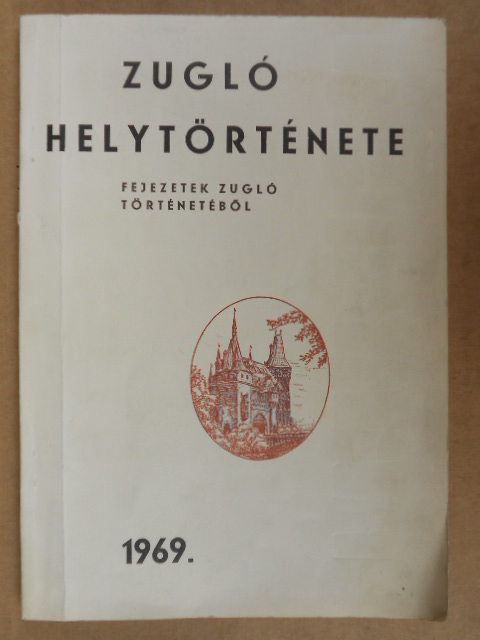 ZUGLÓ
HELYTÖRTÉNETE
FEJEZETEK ZUGLÓ
TÖRTÉNETÉBŐL
1969.